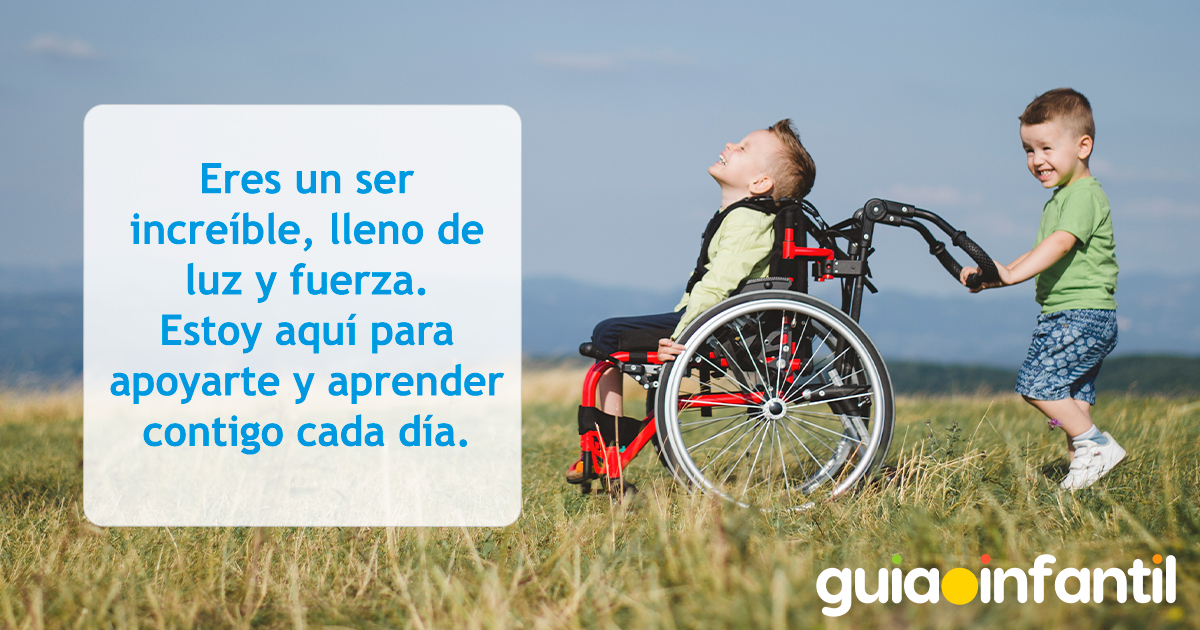 Eres un ser
increíble, lleno de
luz y fuerza.
Estoy aquí para
apoyarte y aprender
contigo cada día.
guiainfantil